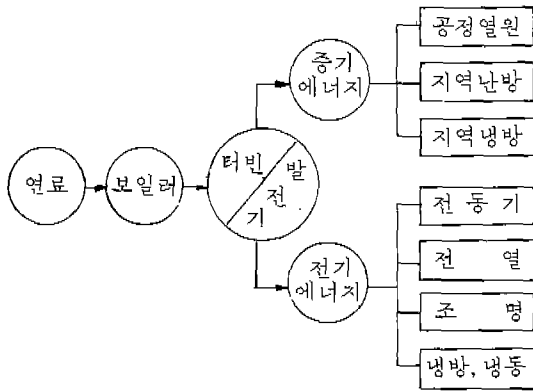 연료
보일러
터빈
발전기
증기
에너지
공정열원
지역난방
지역냉방
전기
에너지
전동기
전열
조명
냉방, 냉동